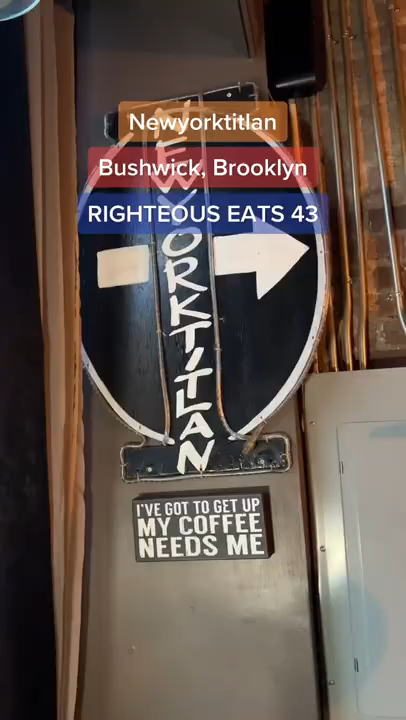 Newyorktitlan
Bushwick, Brooklyn
RIGHTEOUS EATS 43
NEWYORKTITLAN
I'VE GOT TO GET UP
MY COFFEE
NEEDS ME